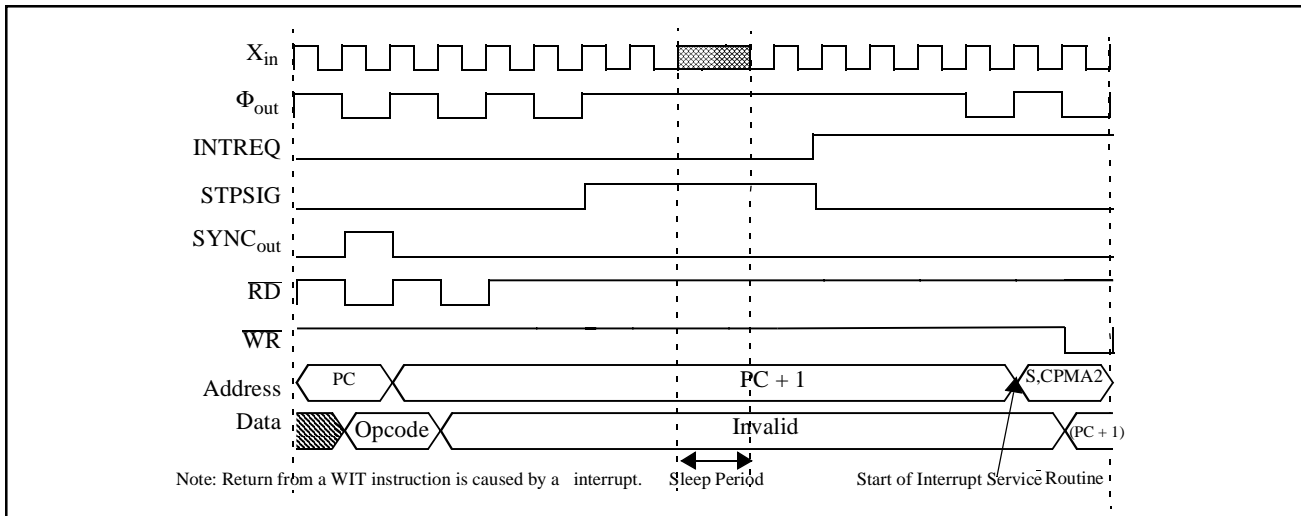 Xin
Φout
INTREQ
STPSIG
SYNCout
RD
WR
Address PC PC + 1 S,CPMA2
Data Opcode Invalid (PC + 1)
Note: Return from a WIT instruction is caused by a interrupt. Sleep Period Start of Interrupt Service Routine